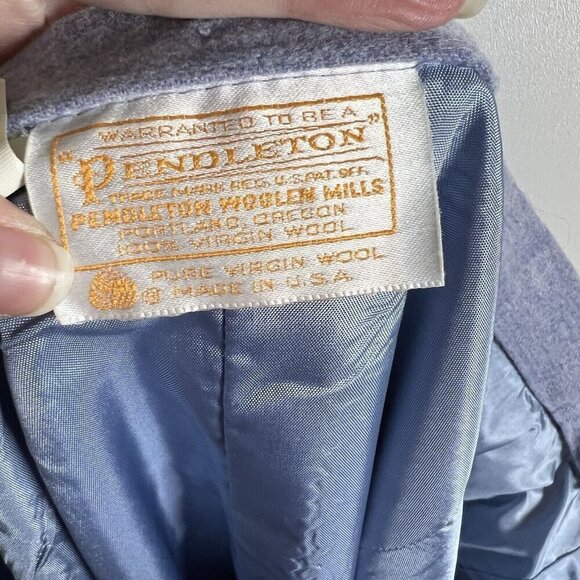 WARRANTED TO BE A
"PENDLETON"
TRADE MARK REG. U.S. PAT. OFF.
PENDLETON WOOLEN MILLS
PORTLAND, OREGON
100% VIRGIN WOOL
PURE VIRGIN WOOL
MADE IN U.S.A.